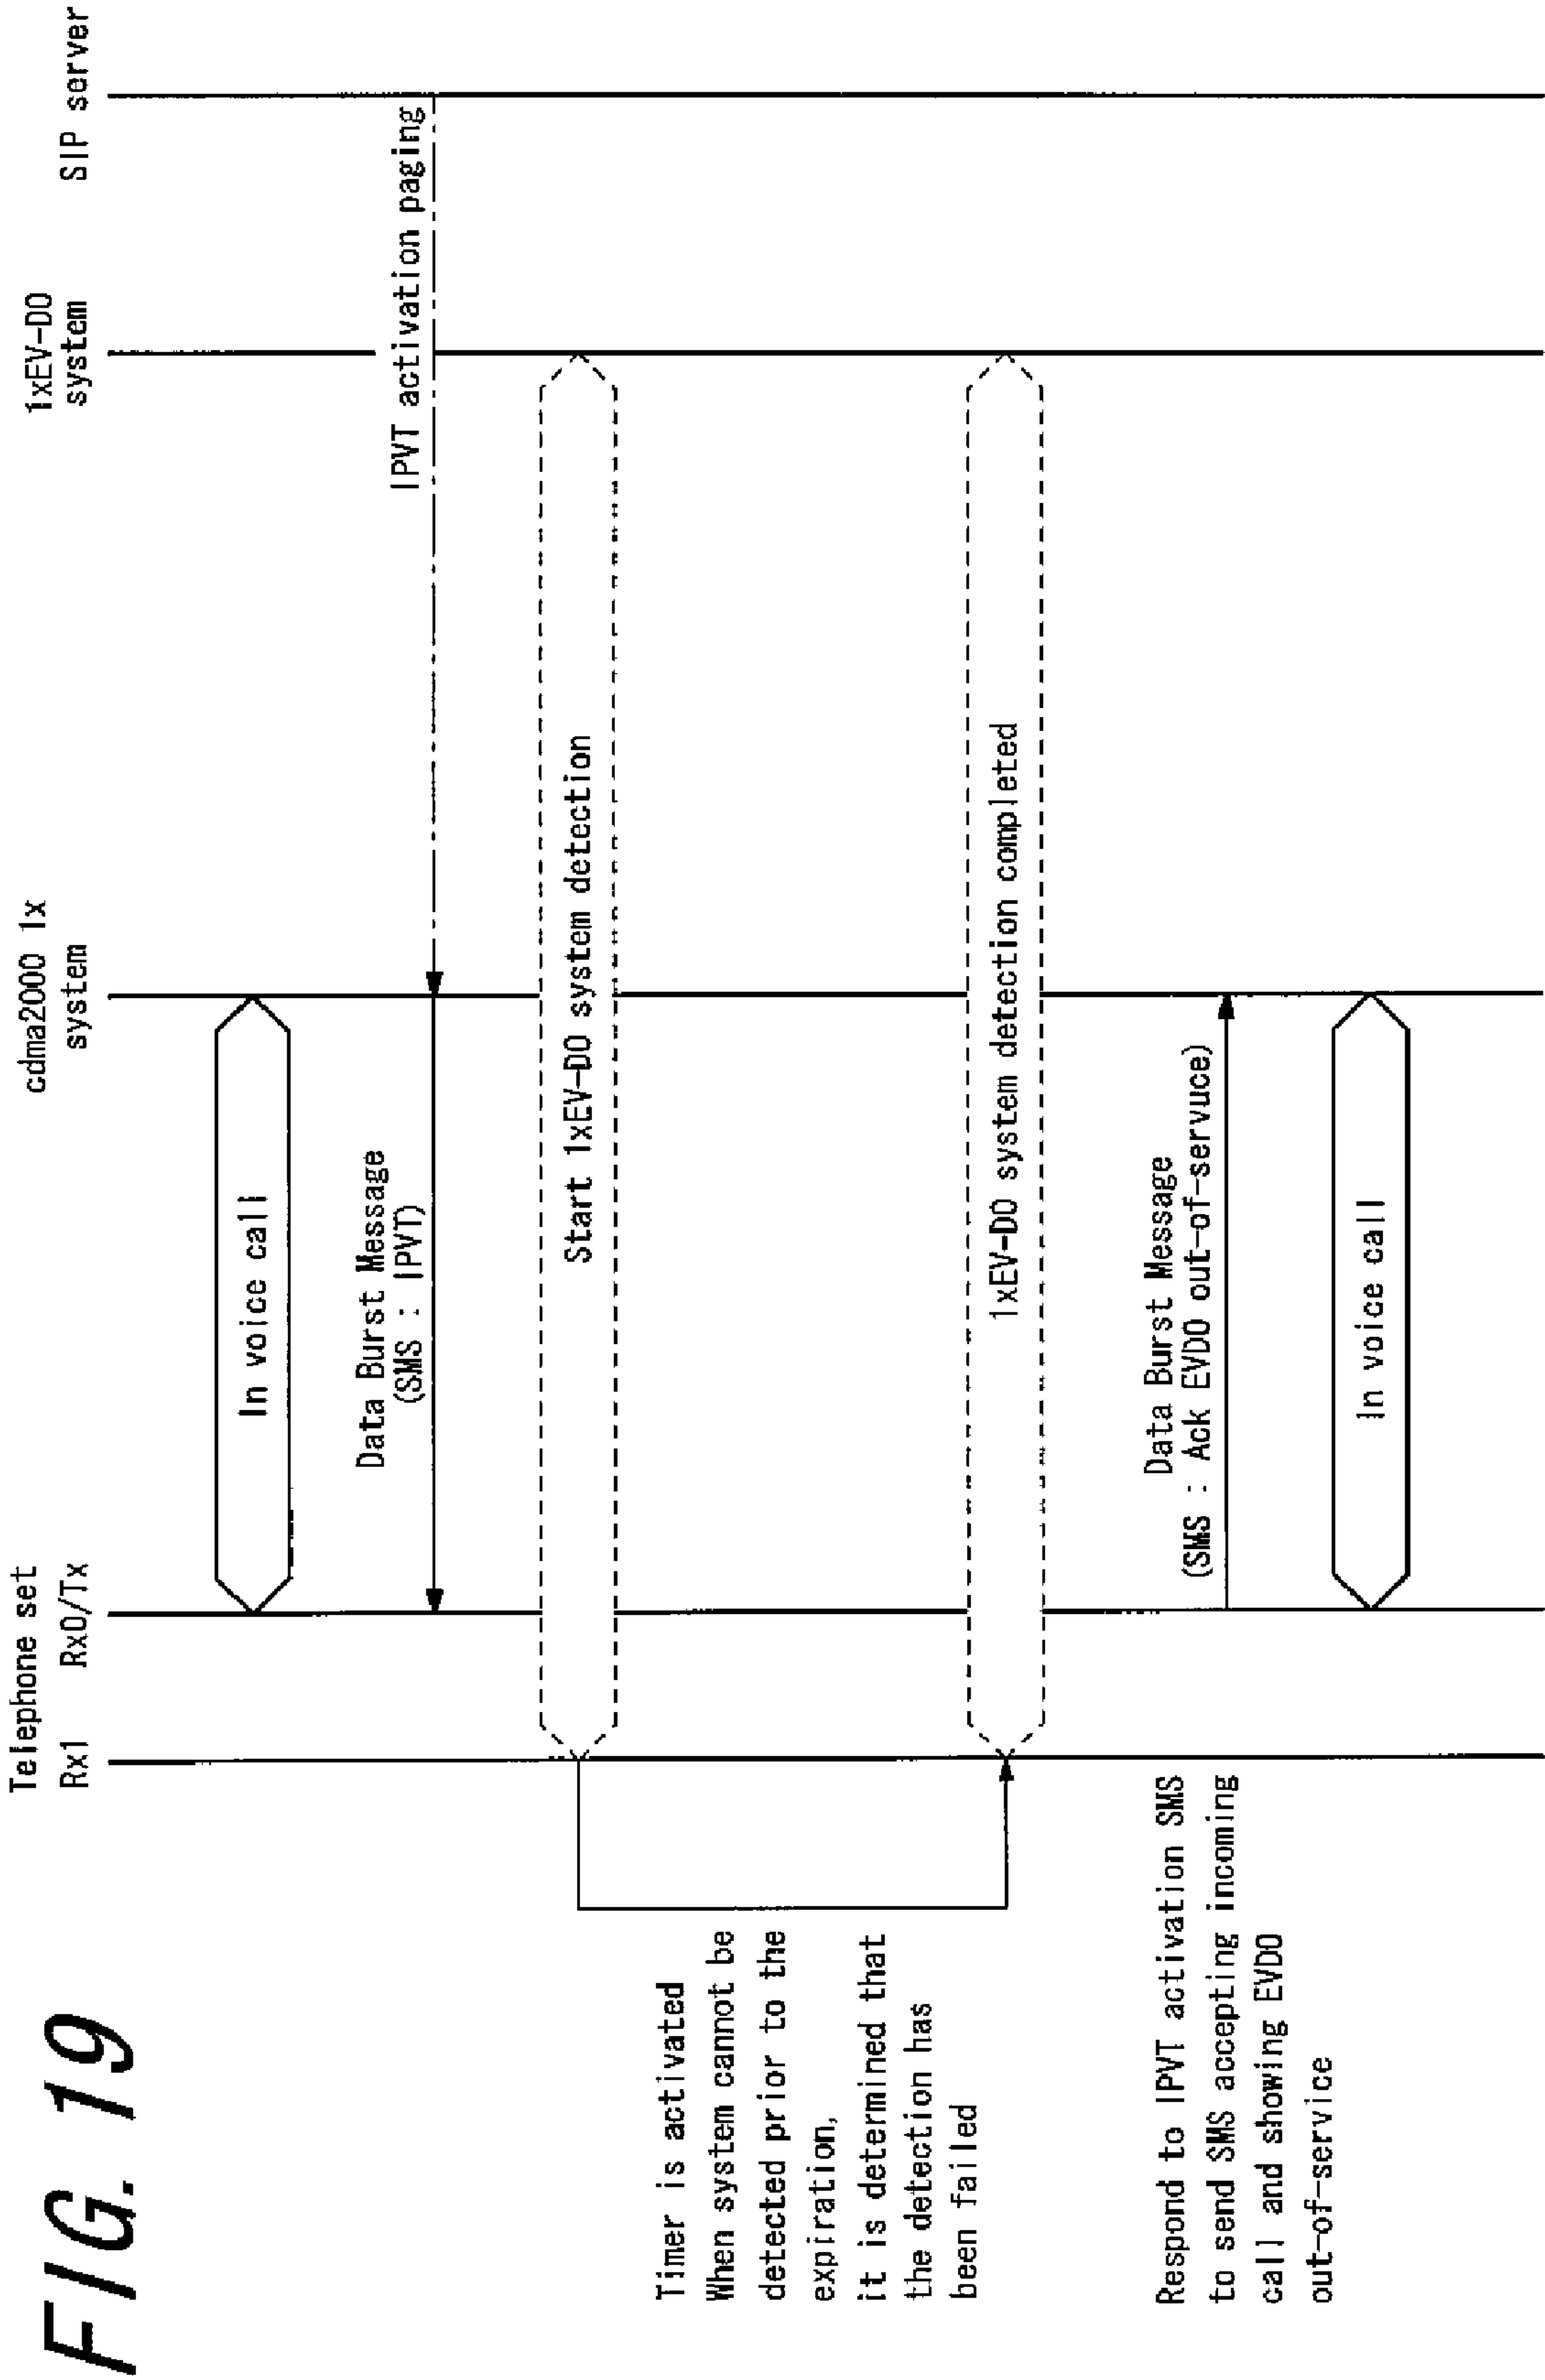 FIG. 19
Telephone set
Rx1 Rx0/Tx
cdma2000 1x
system
1xEV-DO
system
SIP server
In voice call
IPVT activation paging
Data Burst Message
(SMS : IPVT)
Start 1xEV-DO system detection
Timer is activated
When system cannot be
detected prior to the
expiration,
it is determined that
the detection has
been failed
1xEV-DO system detection completed
Data Burst Message
(SMS : Ack EVDO out-of-servuce)
Respond to IPVT activation SMS
to send SMS accepting incoming
call and showing EVDO
out-of-service
In voice call